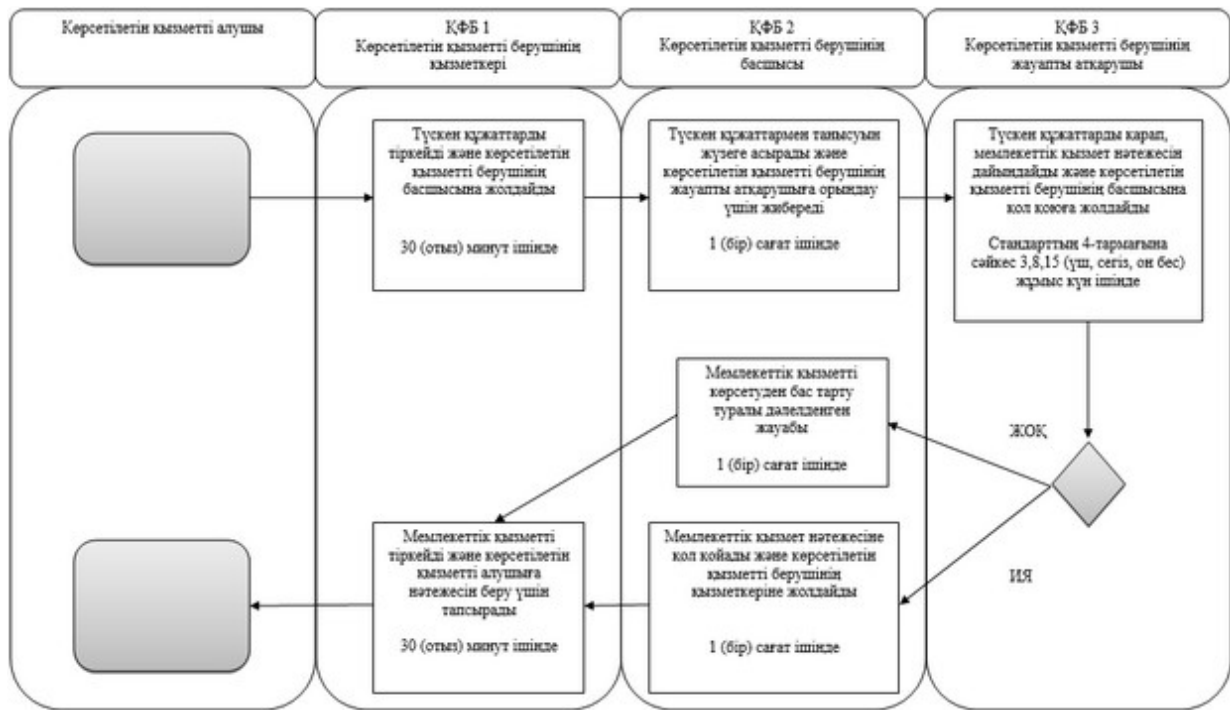 Көрсетілетін қызметті алушы
ҚФБ 1
Көрсетілетін қызметті берушінің
қызметкері
ҚФБ 2
Көрсетілетін қызметті берушінің
басшысы
ҚФБ 3
Көрсетілетін қызметті берушінің
жауапты атқарушы
Түскен құжаттарды
тіркейді және көрсетілетін
қызметті берушінің
басшысына жолдайды
30 (отыз) минут ішінде
Түскен құжаттармен танысуын
жүзеге асырады және
көрсетілетін қызметті берушінің
жауапты атқарушыға орындау
үшін жібереді
1 (бір) сағат ішінде
Түскен құжаттарды қарап,
мемлекеттік қызмет нәтежесін
дайындайды және көрсетілетін
қызметті берушінің басшысына
қол қоюға жолдайды
Стандарттың 4-тармағына
сәйкес 3,8,15 (үш, сегіз, он бес)
жұмыс күн ішінде
Мемлекеттік қызметті
көрсетуден бас тарту
туралы дәлелденген
жауабы
1 (бір) сағат ішінде
ЖОҚ
Мемлекеттік қызметті
тіркейді және көрсетілетін
қызметті алушыға
нәтежесін беру үшін
тапсырады
30 (отыз) минут ішінде
Мемлекеттік қызмет нәтежесіне
қол қойады және көрсетілетін
қызметті берушінің
қызметкеріне жолдайды
1 (бір) сағат ішінде
ИЯ